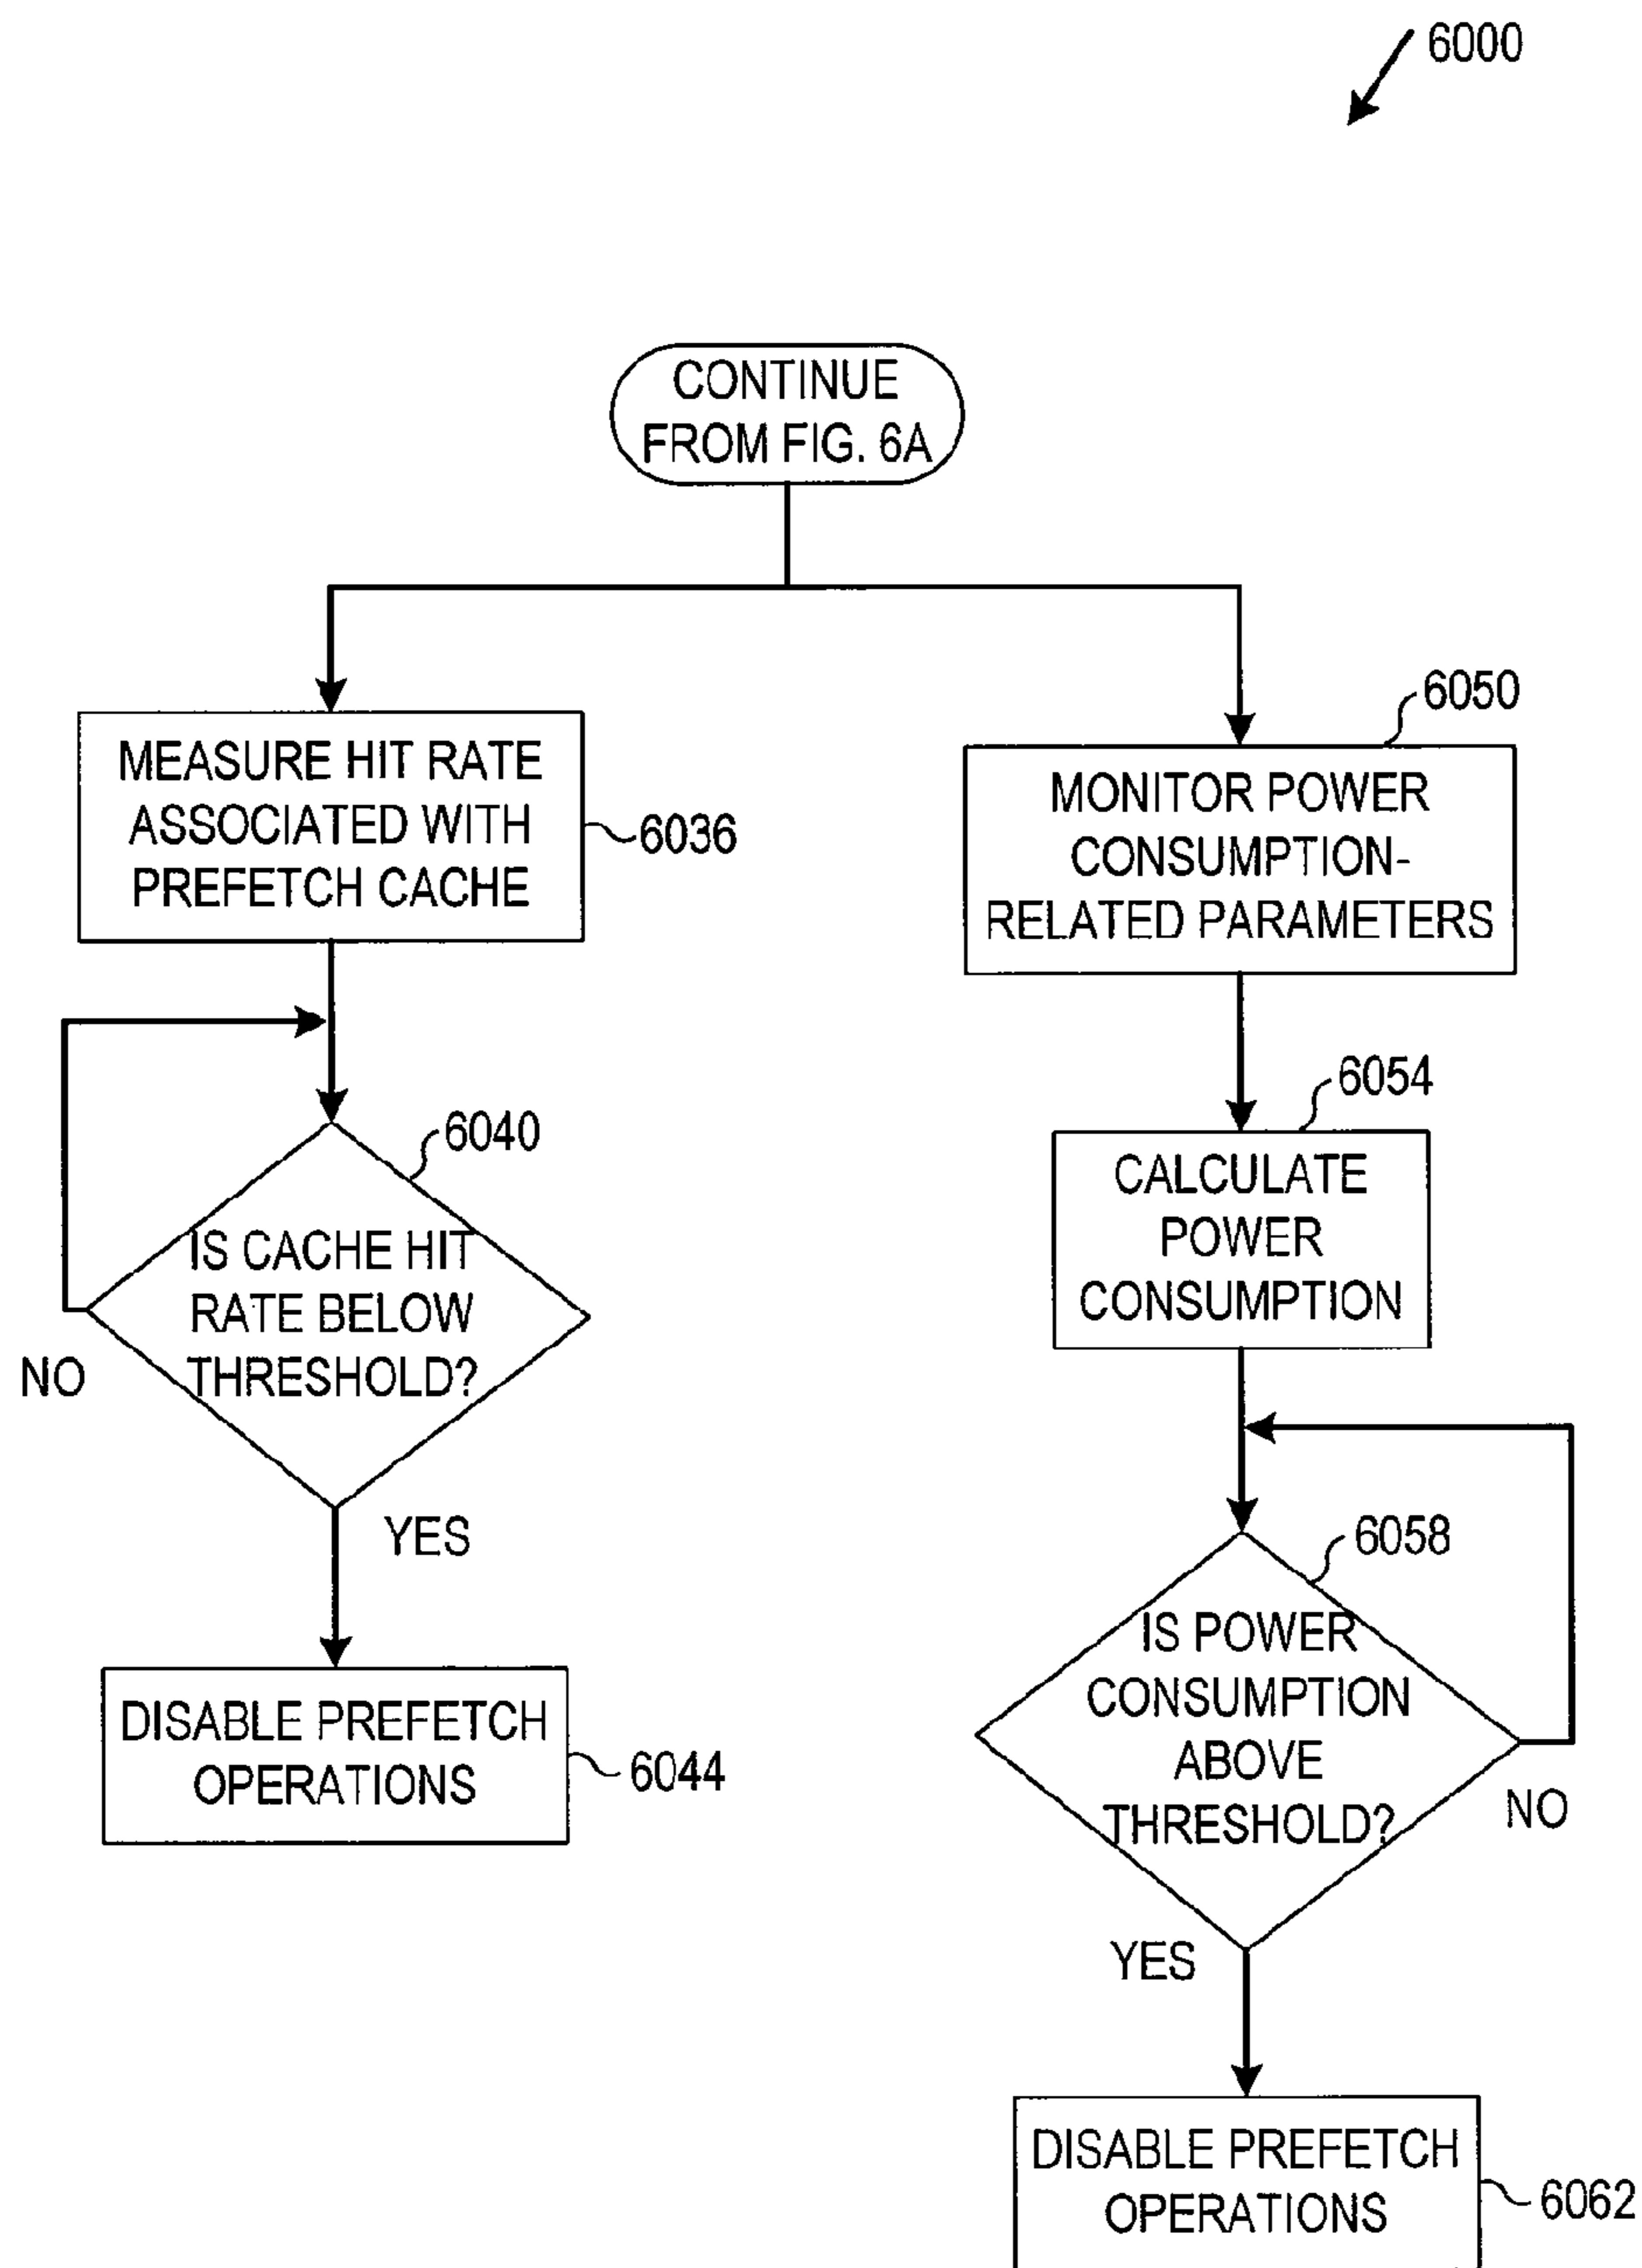 6000
CONTINUE
FROM FIG. 6A
MEASURE HIT RATE
ASSOCIATED WITH
PREFETCH CACHE
6036
6040
IS CACHE HIT
RATE BELOW
THRESHOLD?
NO
YES
DISABLE PREFETCH
OPERATIONS
6044
6050
MONITOR POWER
CONSUMPTION-
RELATED PARAMETERS
6054
CALCULATE
POWER
CONSUMPTION
6058
IS POWER
CONSUMPTION
ABOVE
THRESHOLD?
NO
YES
DISABLE PREFETCH
OPERATIONS
6062